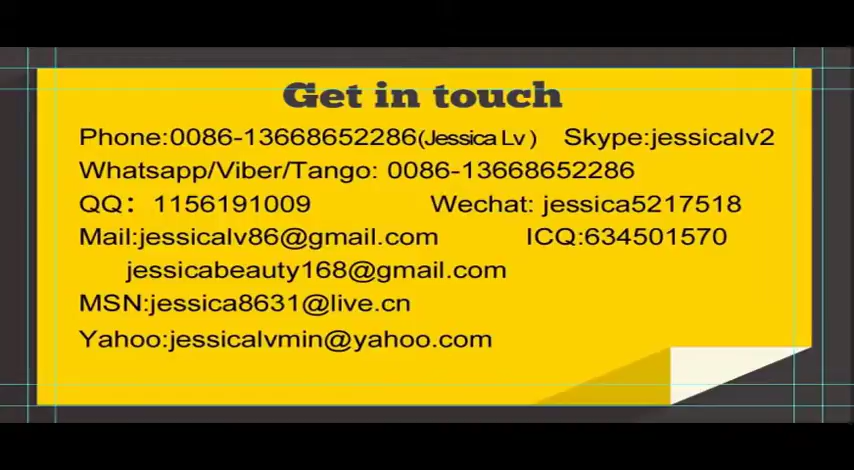 Get in touch
Phone:0086-13668652286(Jessica Lv ) Skype:jessicalv2
Whatsapp/Viber/Tango: 0086-13668652286
QQ：1156191009 Wechat: jessica5217518
Mail:jessicalv86@gmail.com ICQ:634501570
jessicabeauty168@gmail.com
MSN:jessica8631@live.cn
Yahoo:jessicalvmin@yahoo.com